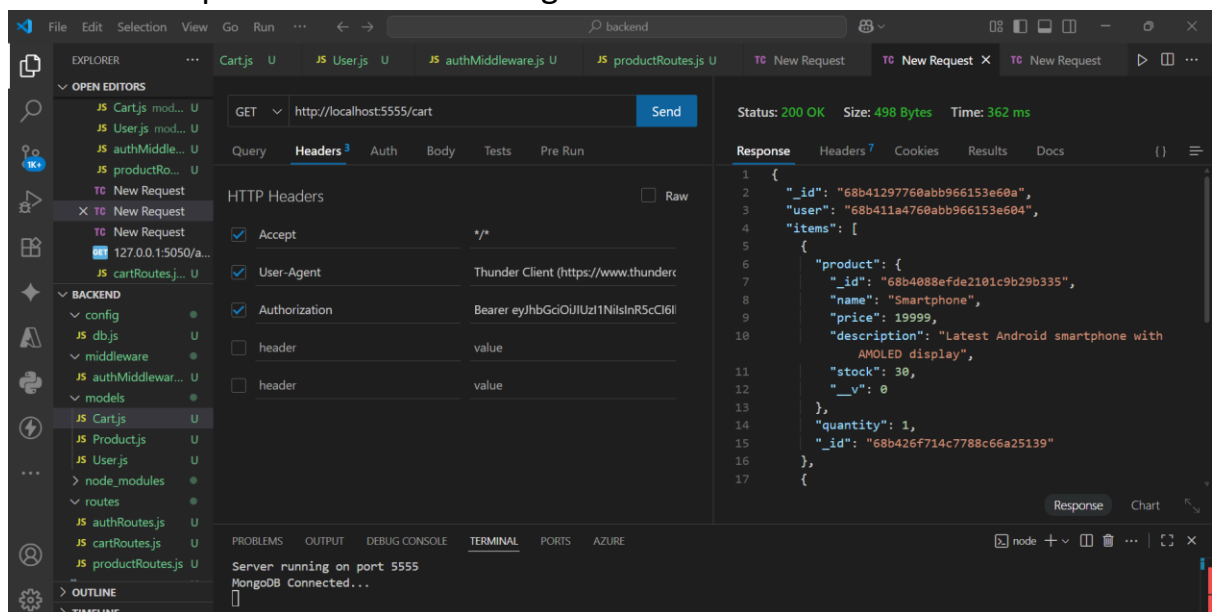 File Edit Selection View Go Run ··· backend
EXPLORER ···
OPEN EDITORS
JS Cart.js mod... U
JS User.js mod... U
JS authMiddle... U
JS productRo... U
TC New Request
TC New Request
TC New Request
127.0.0.1:5050/a...
JS cartRoutes.j... U
BACKEND
config
JS db.js U
middleware
JS authMiddlewar... U
models
JS Cart.js U
JS Product.js U
JS User.js U
node_modules
routes
JS authRoutes.js U
JS cartRoutes.js U
JS productRoutes.js U
OUTLINE
1K+
Cart.js U JS User.js U JS authMiddleware.js U JS productRoutes.js U TC New Request TC New Request TC New Request
GET http://localhost:5555/cart Send
Query Headers 3 Auth Body Tests Pre Run
HTTP Headers Raw
Accept */*
User-Agent Thunder Client (https://www.thunderc
Authorization Bearer
header value
header value
Status: 200 OK Size: 498 Bytes Time: 362 ms
Response Headers 7 Cookies Results Docs {}
1 {
2 "_id": "68b41297760abb966153e60a",
3 "user": "68b411a4760abb966153e604",
4 "items": [
5 {
6 "product": {
7 "_id": "68b4088efde2101c9b29b335",
8 "name": "Smartphone",
9 "price": 19999,
10 "description": "Latest Android smartphone with
AMOLED display",
11 "stock": 30,
12 "__v": 0
13 },
14 "quantity": 1,
15 "_id": "68b426f714c7788c66a25139"
16 },
17 {
Response Chart
PROBLEMS OUTPUT DEBUG CONSOLE TERMINAL PORTS AZURE node
Server running on port 5555
MongoDB Connected...